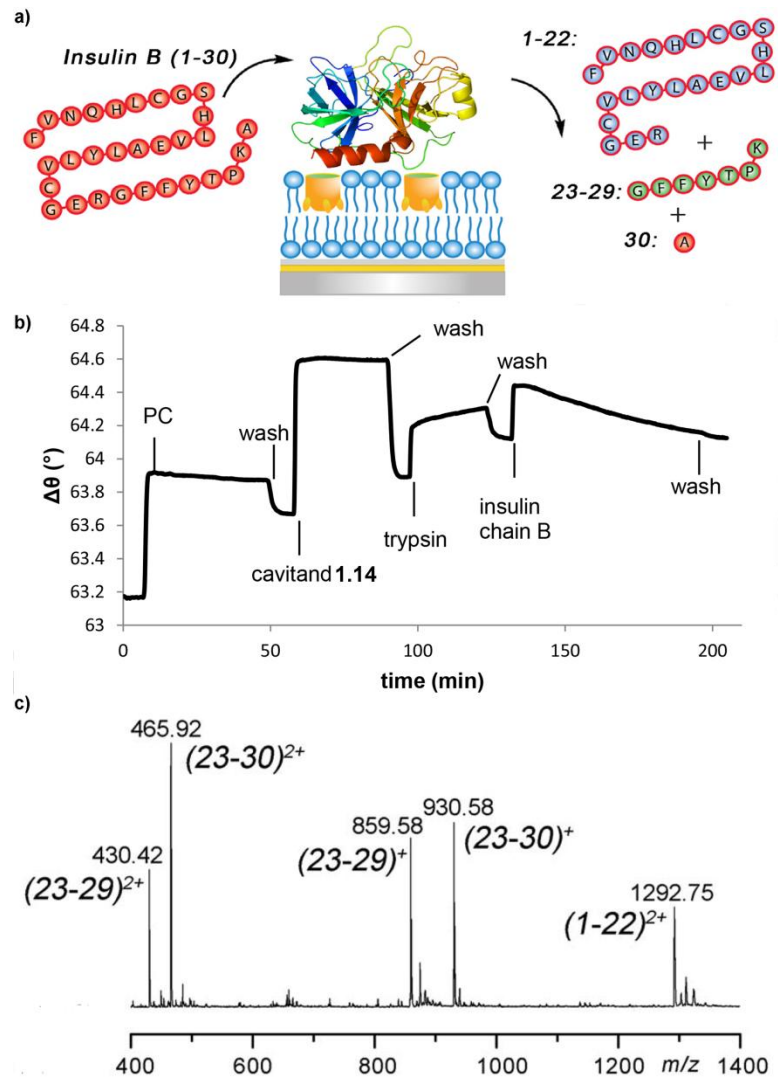 a)
Insulin B (1-30)
F V N Q H L C G S
H
V L Y L A E V L
C
G E R G F F Y T P K A
1-22:
F V N Q H L C G S
H
V L Y L A E V L
C
G E R
+
23-29:
G F F Y T P K
+
30: A
b)
64.8
64.6
64.4
64.2
64
63.8
63.6
63.4
63.2
63
Δθ (°)
PC
wash
cavitand 1.14
wash
trypsin
wash
insulin
chain B
wash
0 50 100 150 200
time (min)
c)
465.92
(23-30)²⁺
430.42
(23-29)²⁺
859.58
(23-29)⁺
930.58
(23-30)⁺
1292.75
(1-22)²⁺
400 600 800 1000 1200 m/z 1400